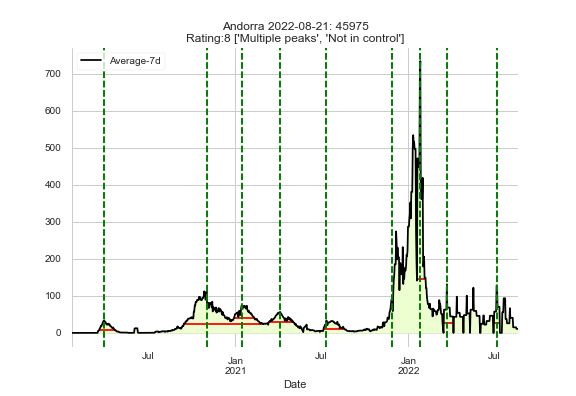 Andorra 2022-08-21: 45975
Rating:8 ['Multiple peaks', 'Not in control']
Average-7d
700
600
500
400
300
200
100
0
Jul
Jan
2021
Jul
Jan
2022
Jul
Date